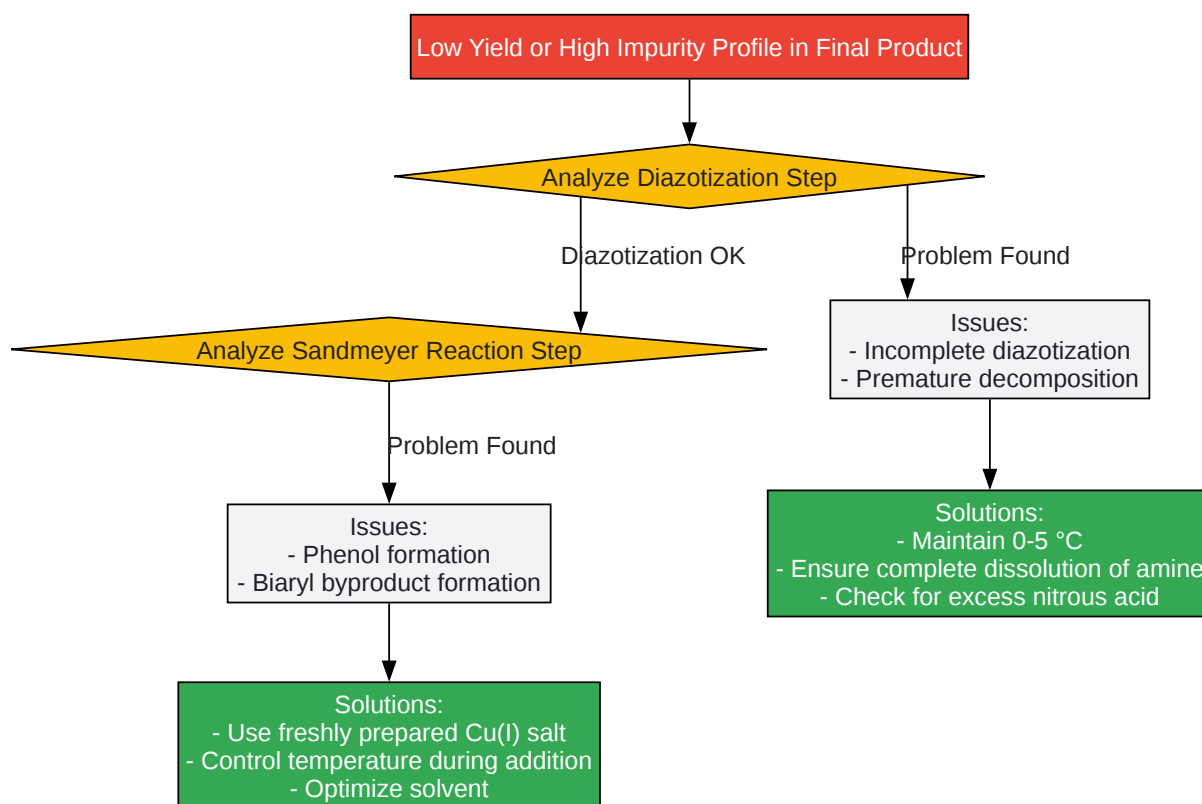 Low Yield or High Impurity Profile in Final Product
Analyze Diazotization Step
Diazotization OK
Problem Found
Analyze Sandmeyer Reaction Step
Issues:
- Incomplete diazotization
- Premature decomposition
Problem Found
Issues:
- Phenol formation
- Biaryl byproduct formation
Solutions:
- Maintain 0-5 °C
- Ensure complete dissolution of amine
- Check for excess nitrous acid
Solutions:
- Use freshly prepared Cu(I) salt
- Control temperature during addition
- Optimize solvent